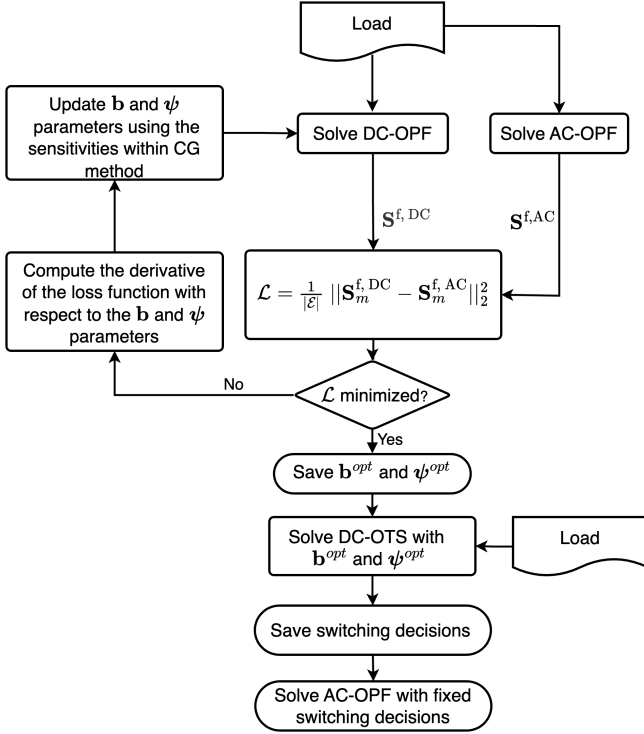 Load
Update b and ψ
parameters using the
sensitivities within CG
method
Solve DC-OPF
Solve AC-OPF
S^{f, DC}
S^{f,AC}
Compute the derivative
of the loss function with
respect to the b and ψ
parameters
ℒ = \frac{1}{|ℰ|} ||S_m^{f, DC} − S_m^{f, AC}||_2^2
No
ℒ minimized?
Yes
Save b^{opt} and ψ^{opt}
Solve DC-OTS with
b^{opt} and ψ^{opt}
Load
Save switching decisions
Solve AC-OPF with fixed
switching decisions